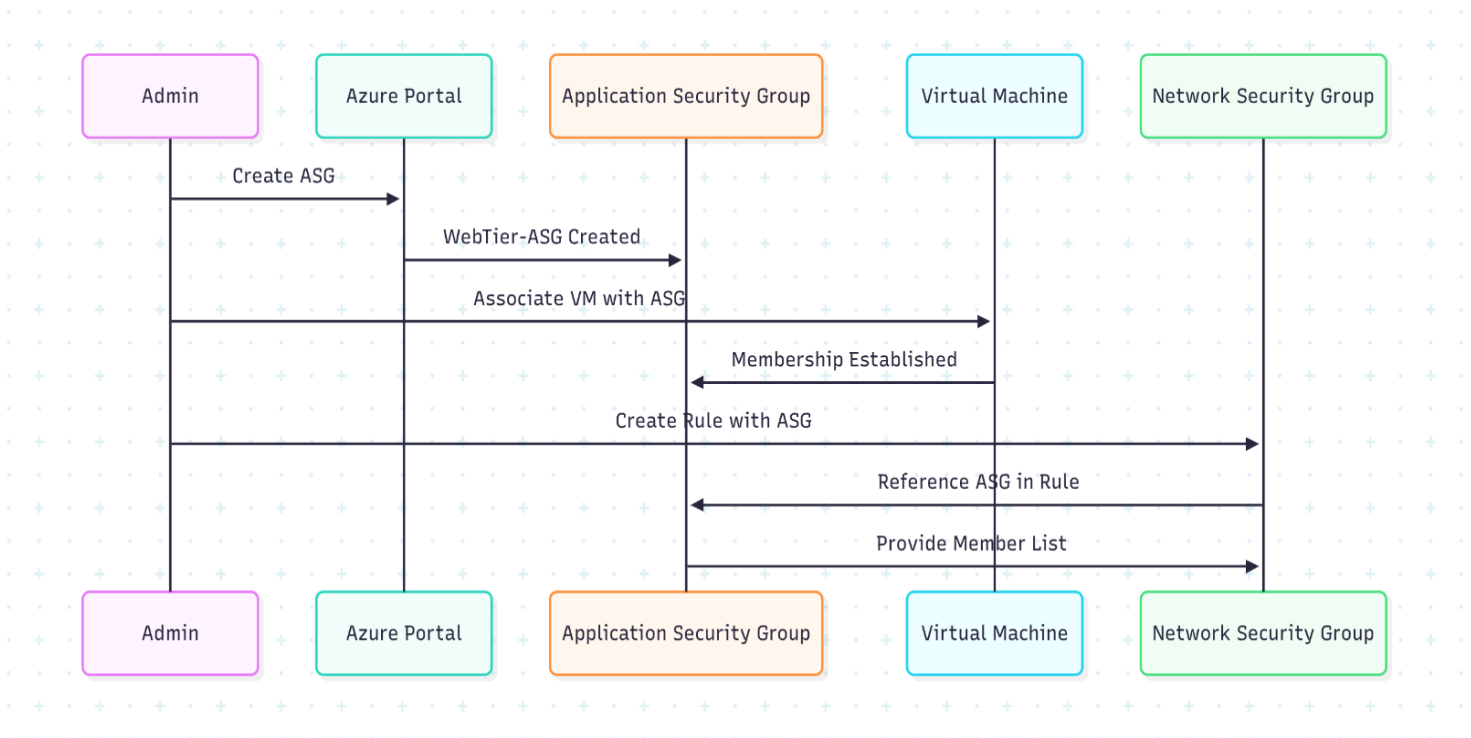 Admin
Azure Portal
Application Security Group
Virtual Machine
Network Security Group
Create ASG
WebTier-ASG Created
Associate VM with ASG
Membership Established
Create Rule with ASG
Reference ASG in Rule
Provide Member List
Admin
Azure Portal
Application Security Group
Virtual Machine
Network Security Group